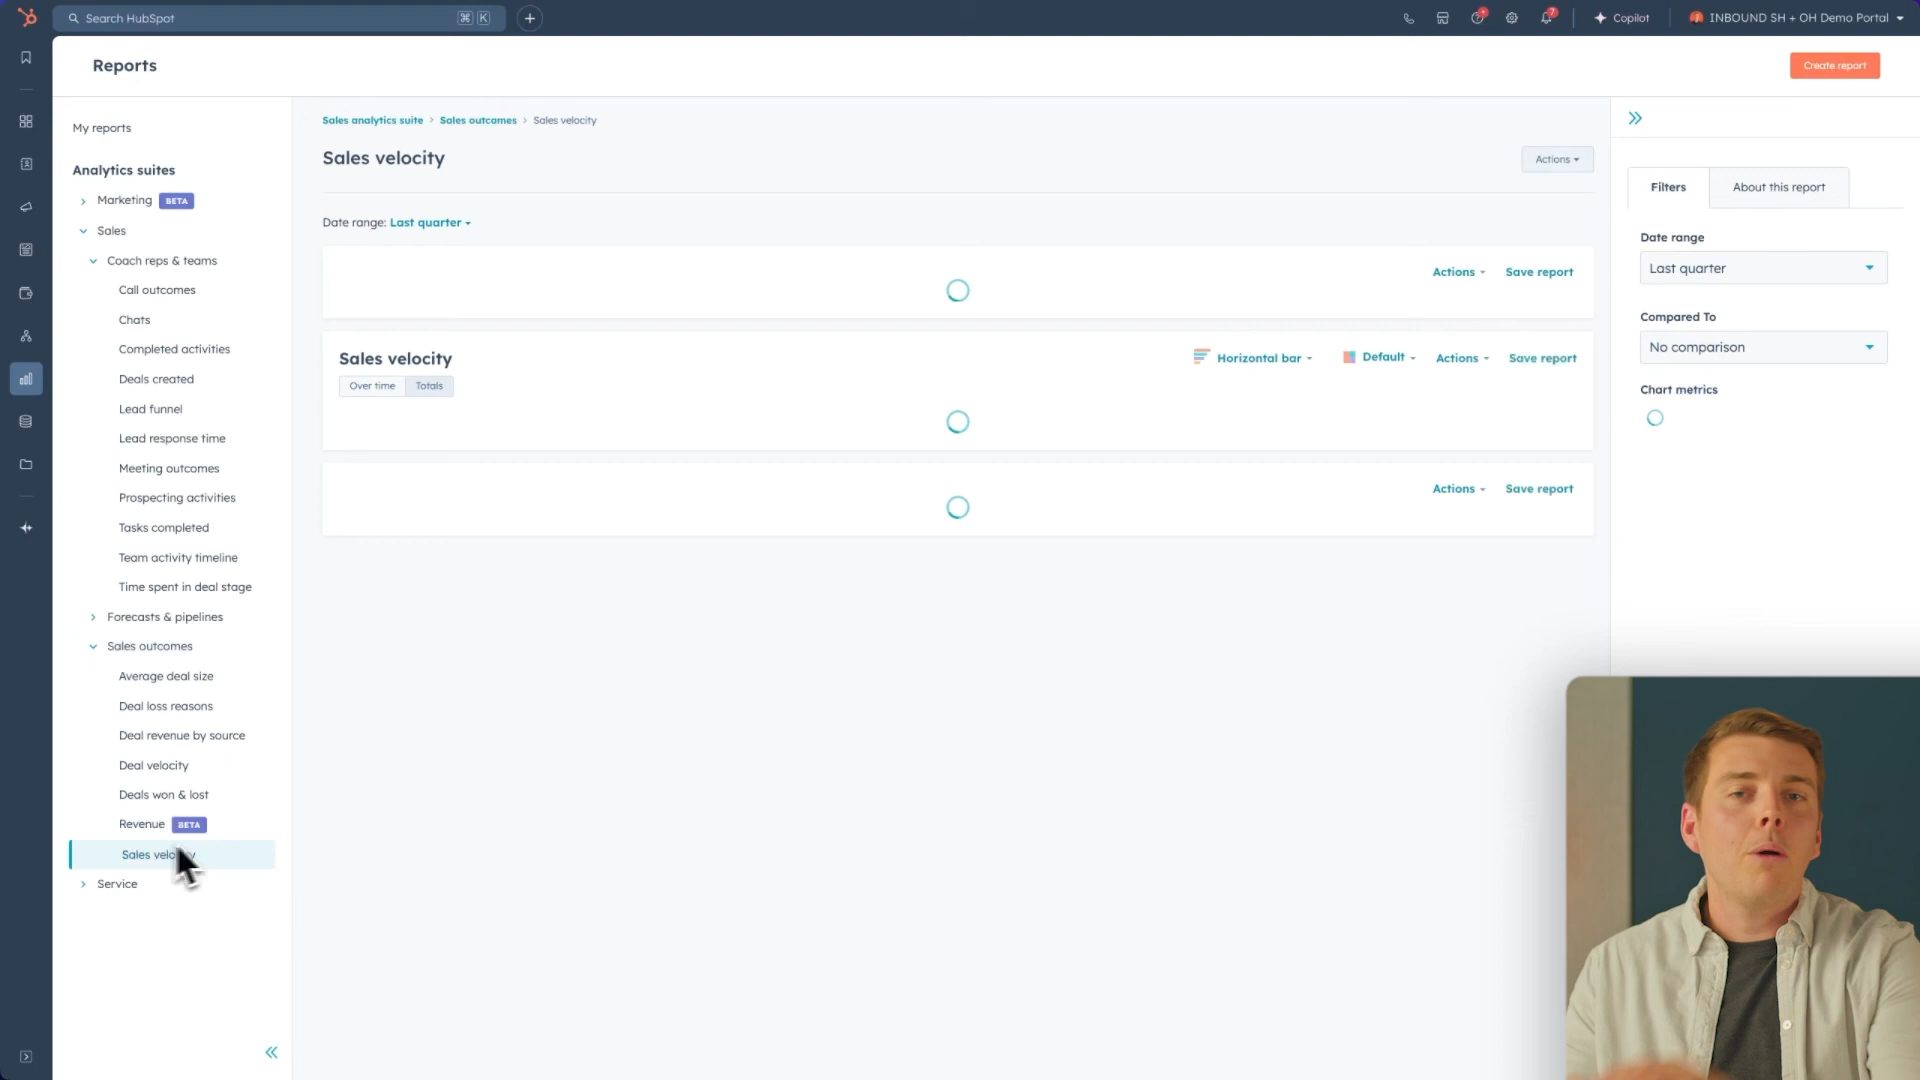 Search HubSpot
⌘ K
7
Copilot
INBOUND SH + OH Demo Portal
Reports
Create report
My reports
Analytics suites
Marketing BETA
Sales
Coach reps & teams
Call outcomes
Chats
Completed activities
Deals created
Lead funnel
Lead response time
Meeting outcomes
Prospecting activities
Tasks completed
Team activity timeline
Time spent in deal stage
Forecasts & pipelines
Sales outcomes
Average deal size
Deal loss reasons
Deal revenue by source
Deal velocity
Deals won & lost
Revenue BETA
Sales velocity
Service
Sales analytics suite > Sales outcomes > Sales velocity
Sales velocity
Actions
Date range: Last quarter
Actions Save report
Sales velocity
Horizontal bar Default Actions Save report
Over time Totals
Actions Save report
Filters About this report
Date range
Last quarter
Compared To
No comparison
Chart metrics